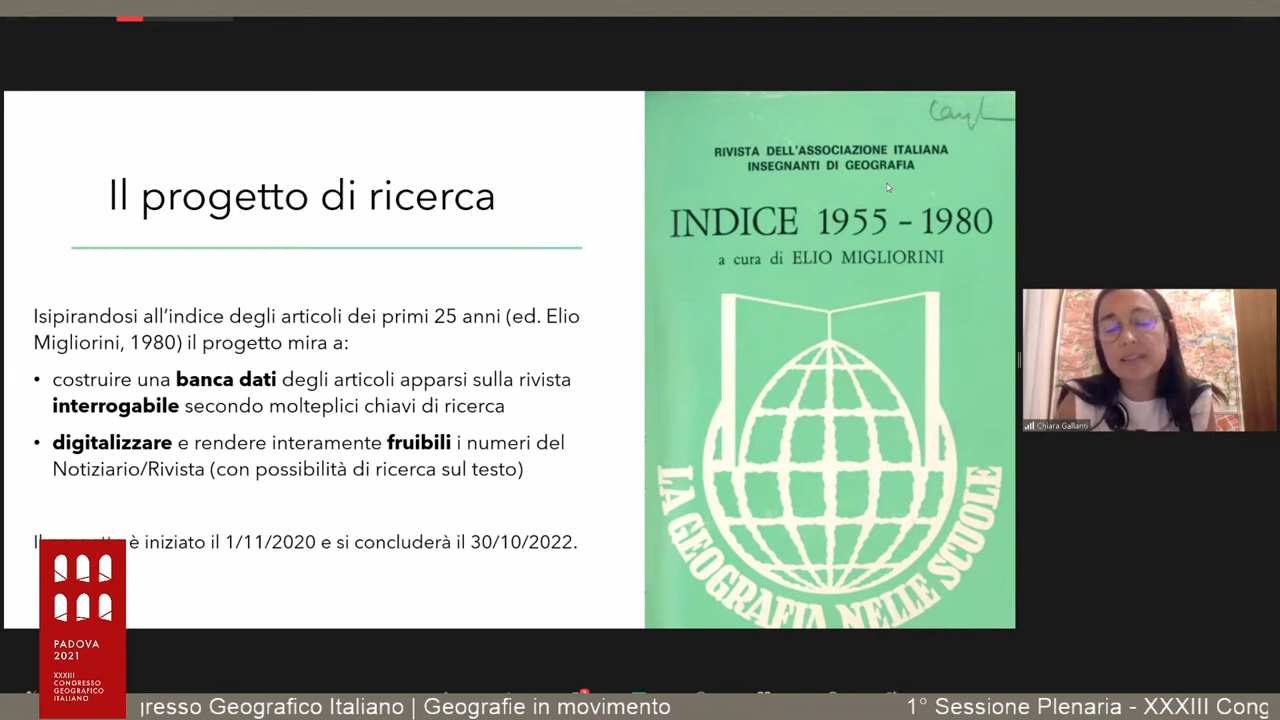 Il progetto di ricerca
Isipirandosi all'indice degli articoli dei primi 25 anni (ed. Elio
Migliorini, 1980) il progetto mira a:
• costruire una banca dati degli articoli apparsi sulla rivista
interrogabile secondo molteplici chiavi di ricerca
• digitalizzare e rendere interamente fruibili i numeri del
Notiziario/Rivista (con possibilità di ricerca sul testo)
è iniziato il 1/11/2020 e si concluderà il 30/10/2022.
RIVISTA DELL'ASSOCIAZIONE ITALIANA
INSEGNANTI DI GEOGRAFIA
INDICE 1955 - 1980
a cura di ELIO MIGLIORINI
LA GEOGRAFIA NELLE SCUOLE
Chiara Gallanti
PADOVA
2021
XXXIII
CONGRESSO
GEOGRAFICO
ITALIANO
gresso Geografico Italiano | Geografie in movimento
1° Sessione Plenaria - XXXIII Cong